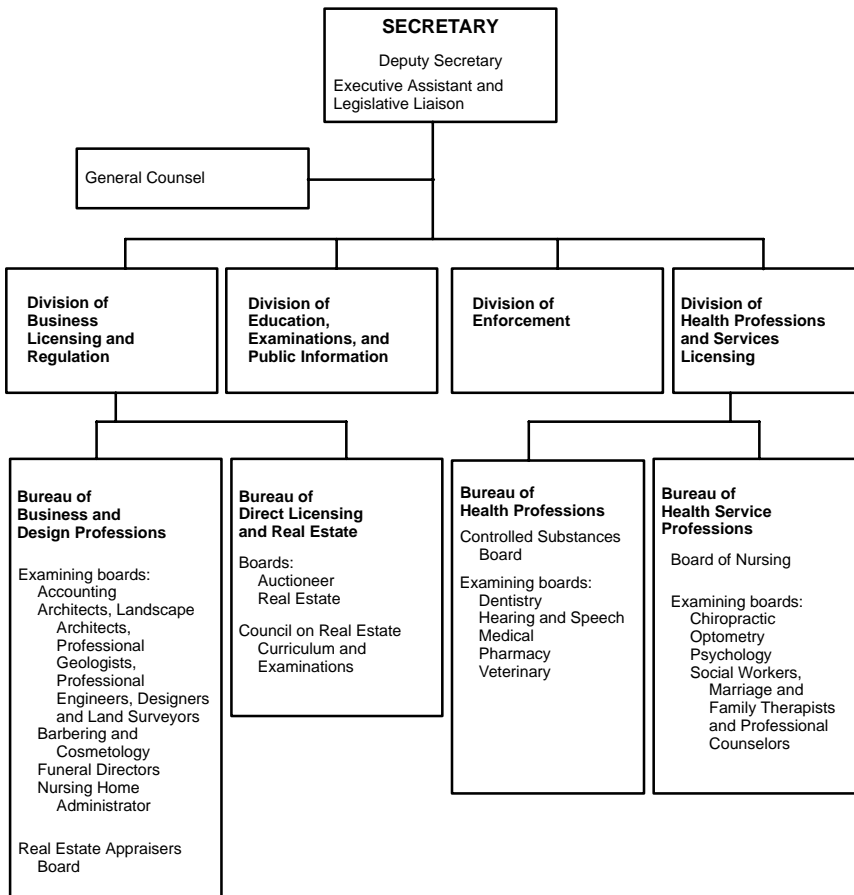 SECRETARY
Deputy Secretary
Executive Assistant and
Legislative Liaison
General Counsel
Division of
Business
Licensing and
Regulation
Division of
Education,
Examinations, and
Public Information
Division of
Enforcement
Division of
Health Professions
and Services
Licensing
Bureau of
Business and
Design Professions
Examining boards:
Accounting
Architects, Landscape
Architects,
Professional
Geologists,
Professional
Engineers, Designers
and Land Surveyors
Barbering and
Cosmetology
Funeral Directors
Nursing Home
Administrator
Real Estate Appraisers
Board
Bureau of
Direct Licensing
and Real Estate
Boards:
Auctioneer
Real Estate
Council on Real Estate
Curriculum and
Examinations
Bureau of
Health Professions
Controlled Substances
Board
Examining boards:
Dentistry
Hearing and Speech
Medical
Pharmacy
Veterinary
Bureau of
Health Service
Professions
Board of Nursing
Examining boards:
Chiropractic
Optometry
Psychology
Social Workers,
Marriage and
Family Therapists
and Professional
Counselors